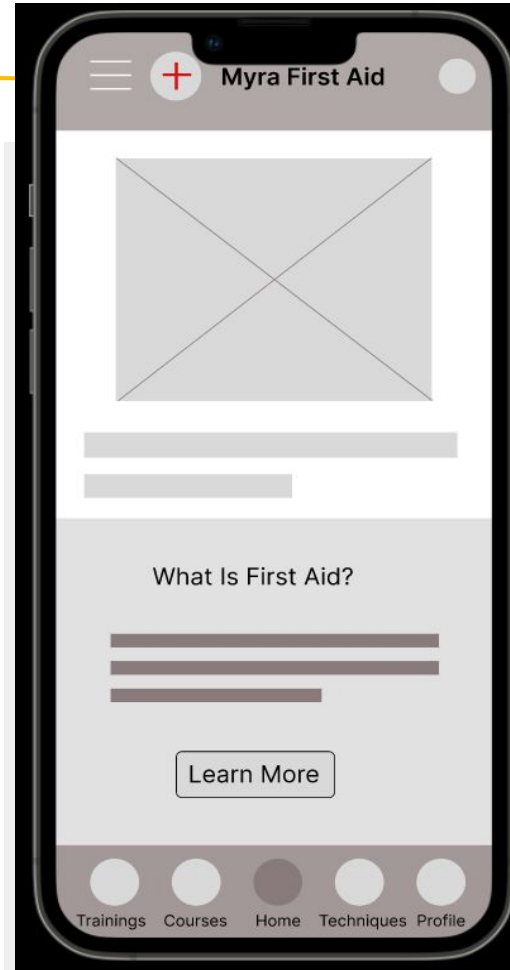 Myra First Aid
What Is First Aid?
Learn More
Trainings Courses Home Techniques Profile